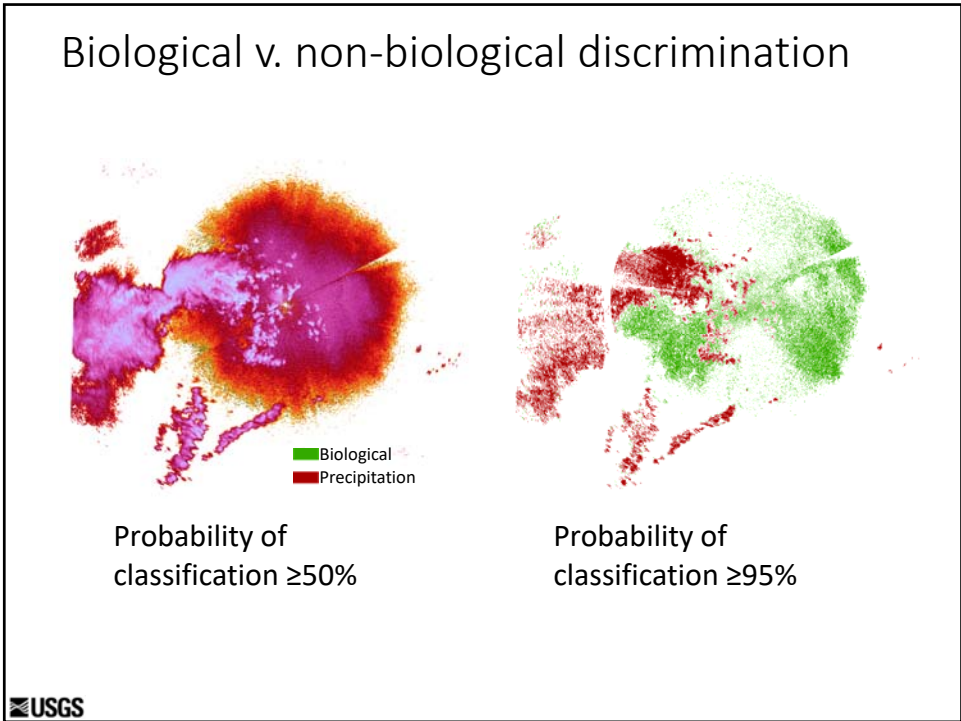 Biological v. non-biological discrimination
Biological
Precipitation
Probability of
classification ≥50%
Probability of
classification ≥95%
USGS